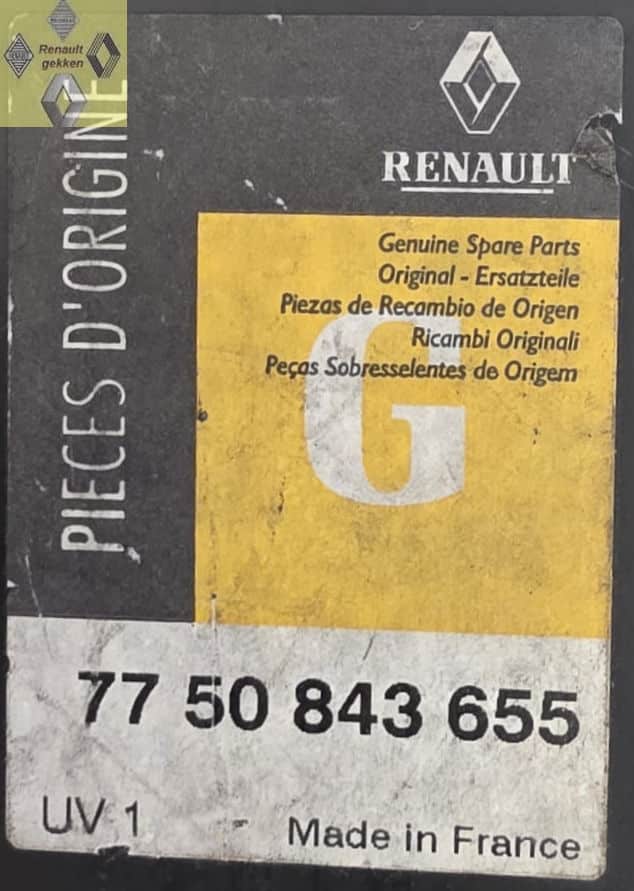 Renault
gekken
PIECES D'ORIGINE
RENAULT
Genuine Spare Parts
Original - Ersatzteile
Piezas de Recambio de Origen
Ricambi Originali
Peças Sobresselentes de Origem
G
77 50 843 655
UV 1
Made in France